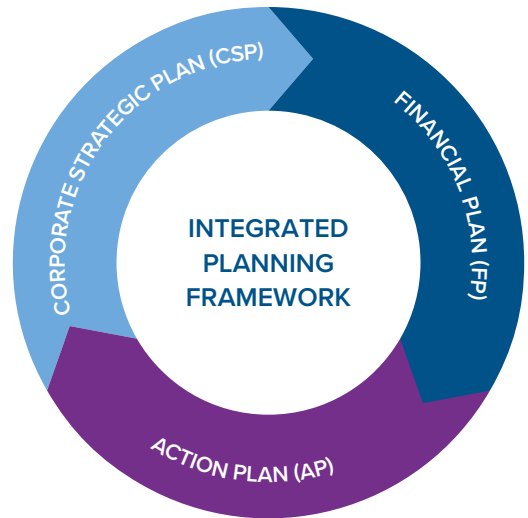 CORPORATE STRATEGIC PLAN (CSP)
FINANCIAL PLAN (FP)
INTEGRATED
PLANNING
FRAMEWORK
ACTION PLAN (AP)